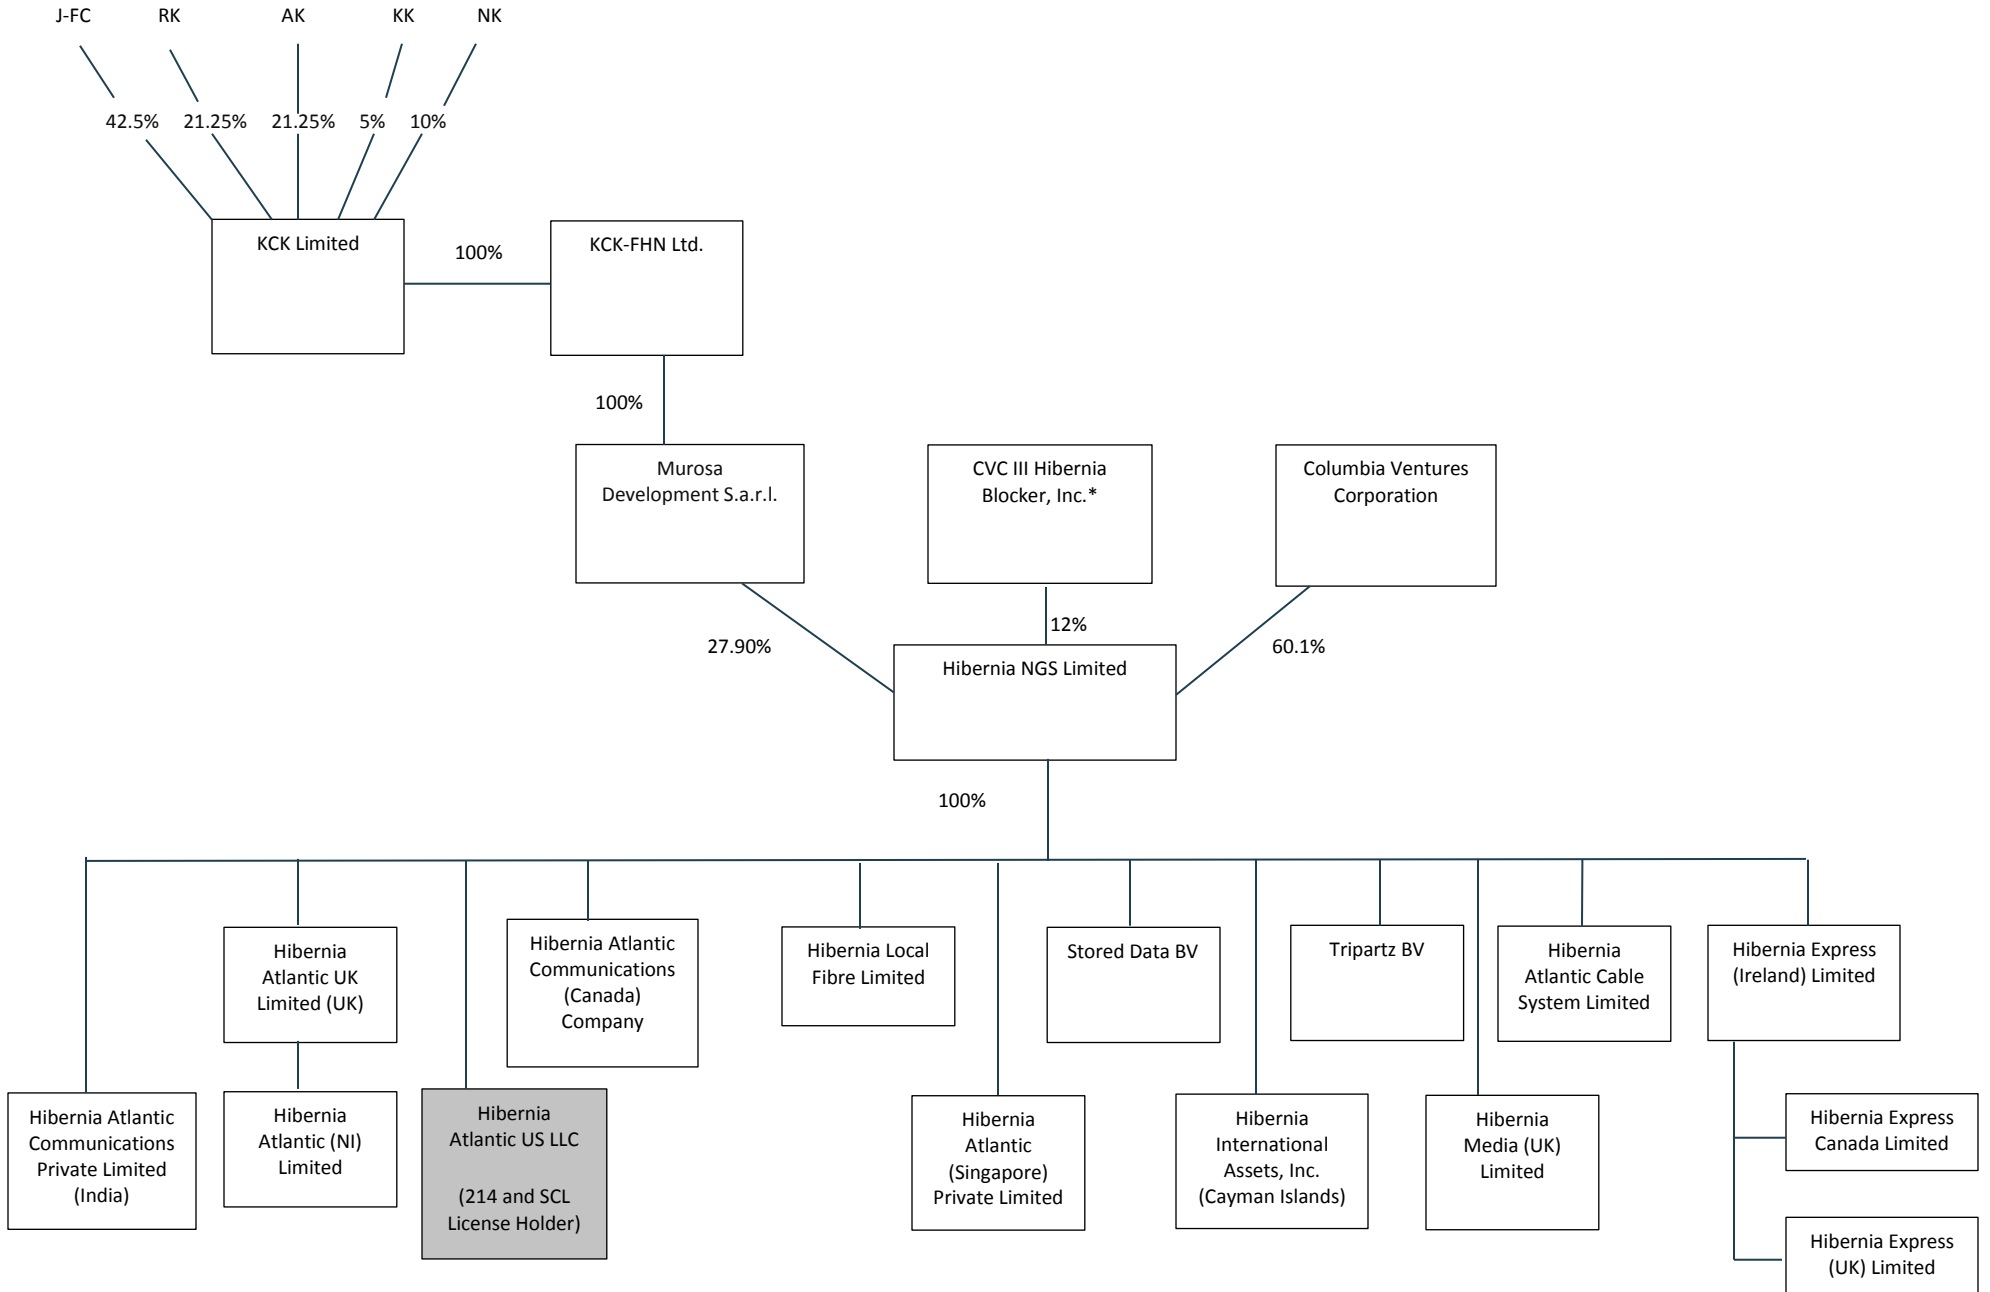 J-FC RK AK KK NK
42.5% 21.25% 21.25% 5% 10%
KCK Limited
100%
KCK-FHN Ltd.
100%
Murosa
Development S.a.r.l.
CVC III Hibernia
Blocker, Inc.*
Columbia Ventures
Corporation
27.90%
12%
60.1%
Hibernia NGS Limited
100%
Hibernia
Atlantic UK
Limited (UK)
Hibernia Atlantic
Communications
(Canada)
Company
Hibernia Local
Fibre Limited
Stored Data BV
Tripartz BV
Hibernia
Atlantic Cable
System Limited
Hibernia Express
(Ireland) Limited
Hibernia Atlantic
Communications
Private Limited
(India)
Hibernia
Atlantic (NI)
Limited
Hibernia
Atlantic US LLC
(214 and SCL
License Holder)
Hibernia
Atlantic
(Singapore)
Private Limited
Hibernia
International
Assets, Inc.
(Cayman Islands)
Hibernia
Media (UK)
Limited
Hibernia Express
Canada Limited
Hibernia Express
(UK) Limited